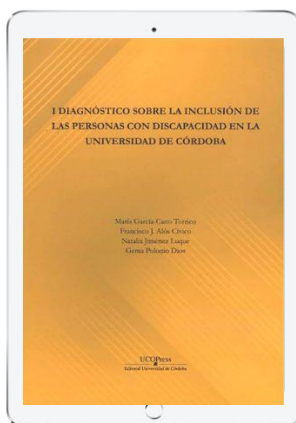 I DIAGNÓSTICO SOBRE LA INCLUSIÓN DE
LAS PERSONAS CON DISCAPACIDAD EN LA
UNIVERSIDAD DE CÓRDOBA
María García-Cano Torrico
Francisco J. Alós Cívico
Natalia Jiménez Luque
Gema Polonio Dios
UCOPress
Editorial Universidad de Córdoba